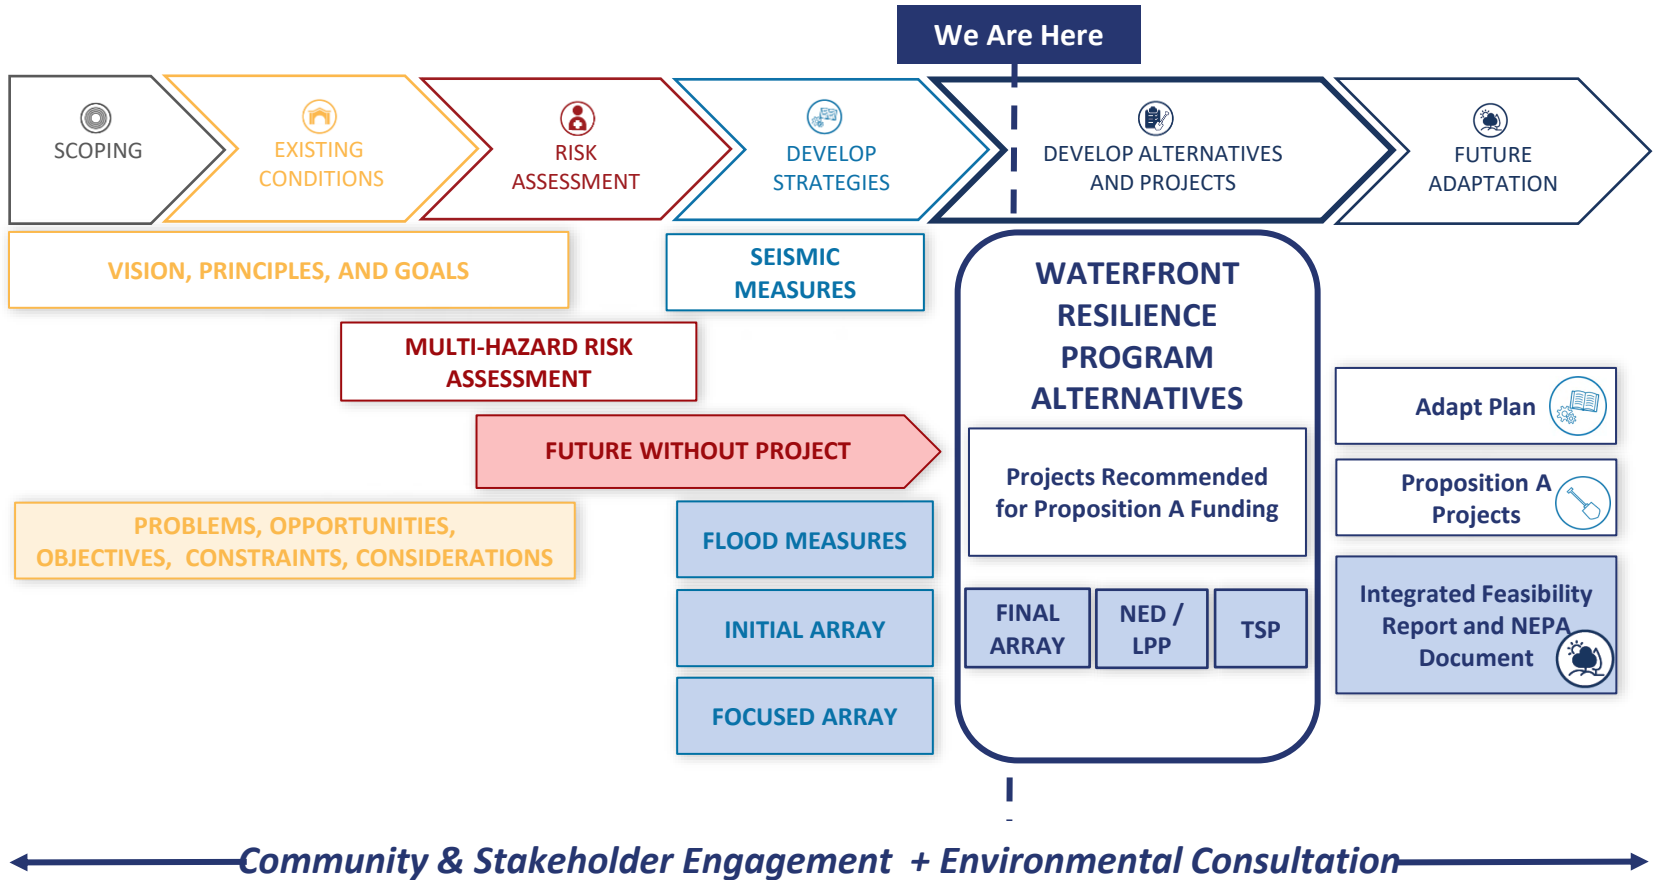 We Are Here
SCOPING
EXISTING
CONDITIONS
RISK
ASSESSMENT
DEVELOP
STRATEGIES
DEVELOP ALTERNATIVES
AND PROJECTS
FUTURE
ADAPTATION
VISION, PRINCIPLES, AND GOALS
SEISMIC
MEASURES
MULTI-HAZARD RISK
ASSESSMENT
FUTURE WITHOUT PROJECT
PROBLEMS, OPPORTUNITIES,
OBJECTIVES, CONSTRAINTS, CONSIDERATIONS
FLOOD MEASURES
INITIAL ARRAY
FOCUSED ARRAY
WATERFRONT
RESILIENCE
PROGRAM
ALTERNATIVES
Projects Recommended
for Proposition A Funding
FINAL
ARRAY
NED /
LPP
TSP
Adapt Plan
Proposition A
Projects
Integrated Feasibility
Report and NEPA
Document
Community & Stakeholder Engagement + Environmental Consultation